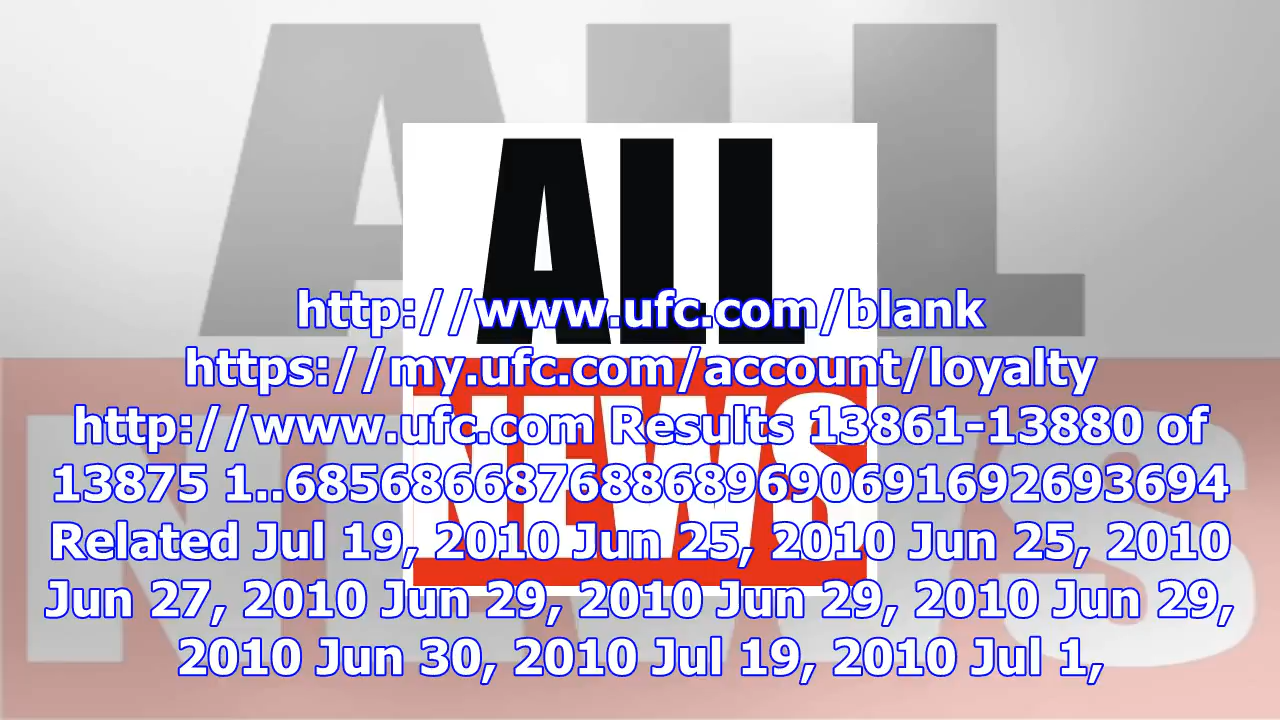 ALL
NEWS
http://www.ufc.com/blank
https://my.ufc.com/account/loyalty
http://www.ufc.com Results 13861-13880 of
13875 1..685686687688689690691692693694
Related Jul 19, 2010 Jun 25, 2010 Jun 25, 2010
Jun 27, 2010 Jun 29, 2010 Jun 29, 2010 Jun 29,
2010 Jun 30, 2010 Jul 19, 2010 Jul 1,